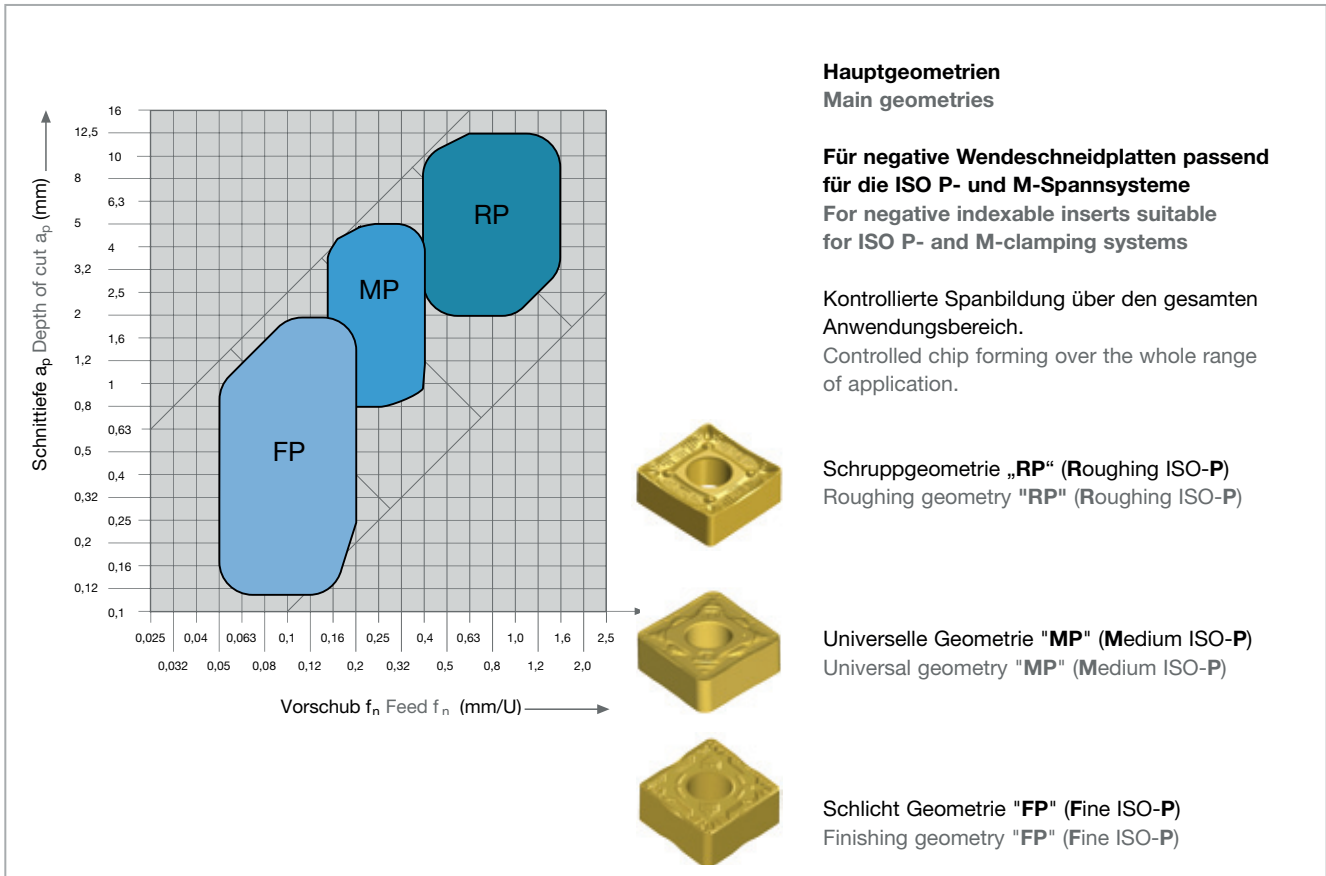 Schnittiefe ap Depth of cut ap (mm)
16
12,5
10
8
6,3
5
4
3,2
2,5
2
1,6
1,2
1
0,8
0,63
0,5
0,4
0,32
0,25
0,2
0,16
0,12
0,1
RP
MP
FP
0,025 0,04 0,063 0,1 0,16 0,25 0,4 0,63 1,0 1,6 2,5
0,032 0,05 0,08 0,12 0,2 0,32 0,5 0,8 1,2 2,0
Vorschub fn Feed fn (mm/U)
Hauptgeometrien
Main geometries
Für negative Wendeschneidplatten passend
für die ISO P- und M-Spannsysteme
For negative indexable inserts suitable
for ISO P- and M-clamping systems
Kontrollierte Spanbildung über den gesamten
Anwendungsbereich.
Controlled chip forming over the whole range
of application.
Schruppgeometrie „RP“ (Roughing ISO-P)
Roughing geometry "RP" (Roughing ISO-P)
Universelle Geometrie "MP" (Medium ISO-P)
Universal geometry "MP" (Medium ISO-P)
Schlicht Geometrie "FP" (Fine ISO-P)
Finishing geometry "FP" (Fine ISO-P)